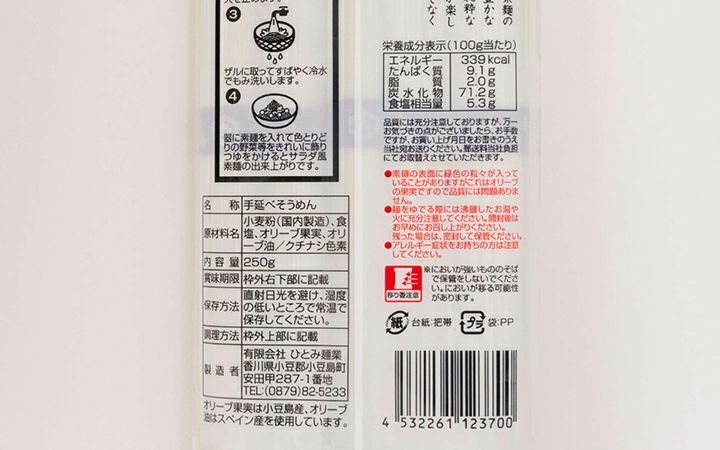 ❸
ザルに取ってすばやく冷水
でもみ洗いします。
❹
器に素麺を入れて色とりど
りの野菜等をきれいに飾り
つゆをかけるとサラダ風
素麺の出来上がりです。
名称 手延べそうめん
原材料名 小麦粉(国内製造)、食
塩、オリーブ果実、オリ
ーブ油/クチナシ色素
内容量 250g
賞味期限 枠外右下部に記載
保存方法 直射日光を避け、湿度
の低いところで常温で
保存してください。
調理方法 枠外上部に記載
製造者 有限会社 ひとみ麺業
香川県小豆郡小豆島町
安田甲287-1番地
TEL(0879)82-5233
オリーブ果実は小豆島産、オリーブ
油はスペイン産を使用しています。
栄養成分表示(100g当たり)
エネルギー 339kcal
たんぱく質 9.1g
脂質 2.0g
炭水化物 71.2g
食塩相当量 5.3g
品質には充分注意しておりますが、万一
お気づきの点がございましたら、お手数
ですが、お買い上げ月日をお書きのうえ
当社宛お送りください。郵送料当社負担
にてお取替えさせていただきます。
●素麺の表面に緑色の粒々が入って
いることがありますがこれはオリーブ
の果実ですので品質には問題ありま
せん。
●麺をゆでる際には沸騰したお湯や
火に充分注意してください。開封後は
お早めにお召し上がりください。
残った場合は、密封して保管ください。
●アレルギー症状をお持ちの方は注意
してください。
移り香注意
※においが強いもののそば
で保管をしないでくださ
い。においが移る可能性
があります。
紙 台紙:把帯 プラ 袋:PP
4 532261 123700